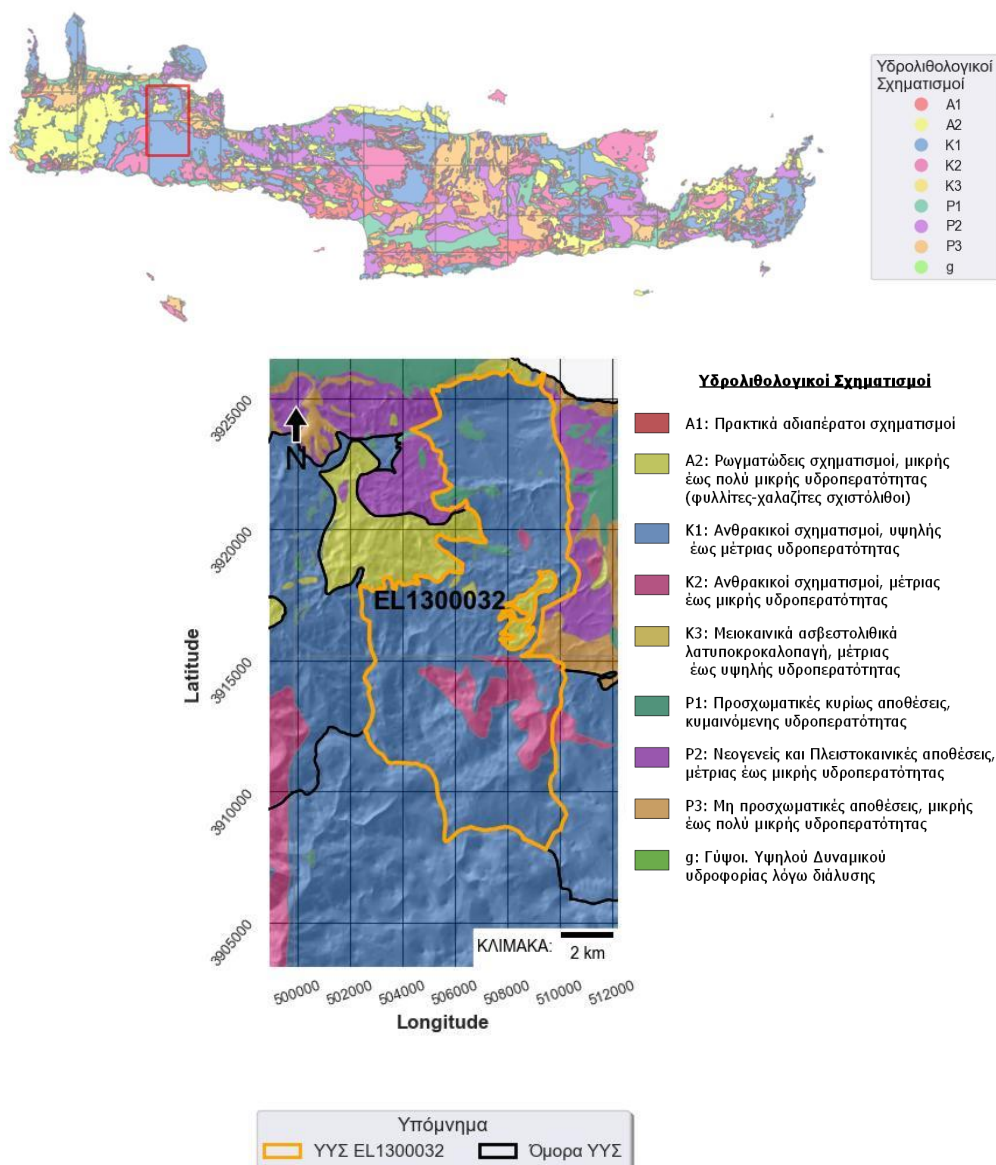 Υδρολιθολογικοί
Σχηματισμοί
A1
A2
K1
K2
K3
P1
P2
P3
g
Υδρολιθολογικοί Σχηματισμοί
A1: Πρακτικά αδιαπέρατοι σχηματισμοί
A2: Ρωγματώδεις σχηματισμοί, μικρής
έως πολύ μικρής υδροπερατότητας
(φυλλίτες-χαλαζίτες σχιστόλιθοι)
K1: Ανθρακικοί σχηματισμοί, υψηλής
έως μέτριας υδροπερατότητας
K2: Ανθρακικοί σχηματισμοί, μέτριας
έως μικρής υδροπερατότητας
K3: Μειοκαινικά ασβεστολιθικά
λατυποκροκαλοπαγή, μέτριας
έως υψηλής υδροπερατότητας
P1: Προσχωματικές κυρίως αποθέσεις,
κυμαινόμενης υδροπερατότητας
P2: Νεογενείς και Πλειστοκαινικές αποθέσεις,
μέτριας έως μικρής υδροπερατότητας
P3: Μη προσχωματικές αποθέσεις, μικρής
έως πολύ μικρής υδροπερατότητας
g: Γύψοι. Υψηλού Δυναμικού
υδροφορίας λόγω διάλυσης
N
EL1300032
Latitude
3925000
3920000
3915000
3910000
3905000
ΚΛΙΜΑΚΑ:
2 km
500000 502000 504000 506000 508000 510000 512000
Longitude
Υπόμνημα
ΥΥΣ EL1300032 Όμορα ΥΥΣ